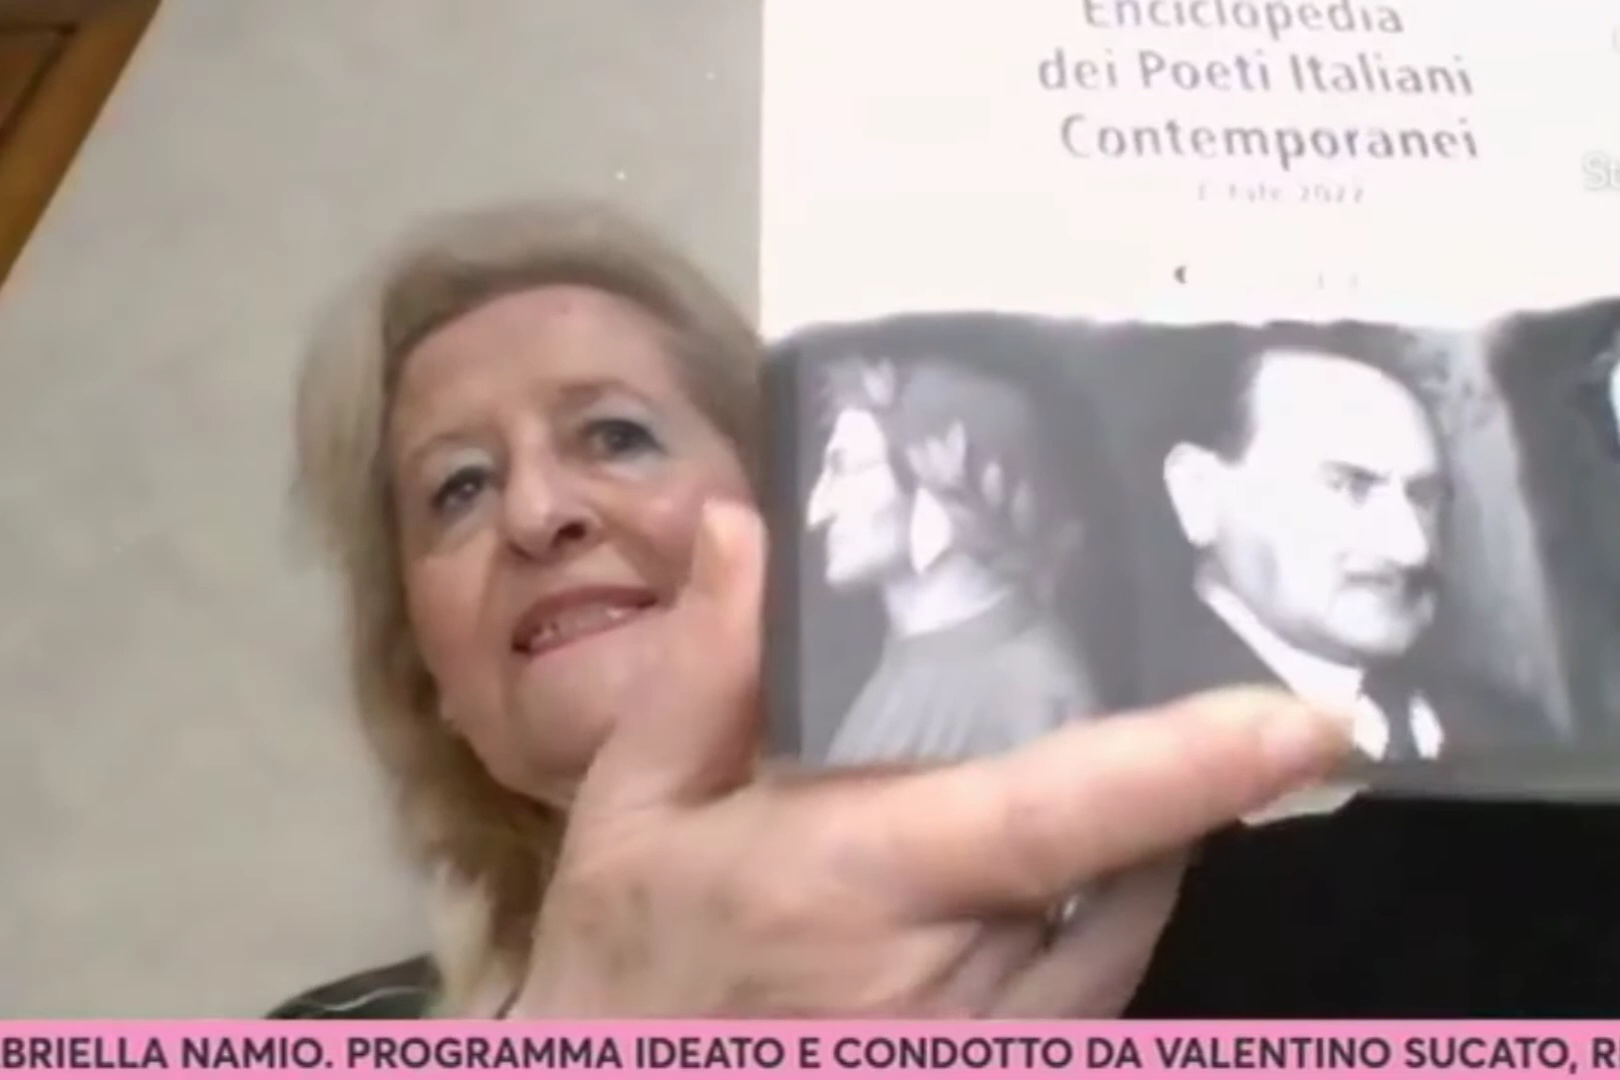 Enciclopedia
dei Poeti Italiani
Contemporanei
BRIELLA NAMIO. PROGRAMMA IDEATO E CONDOTTO DA VALENTINO SUCATO, R